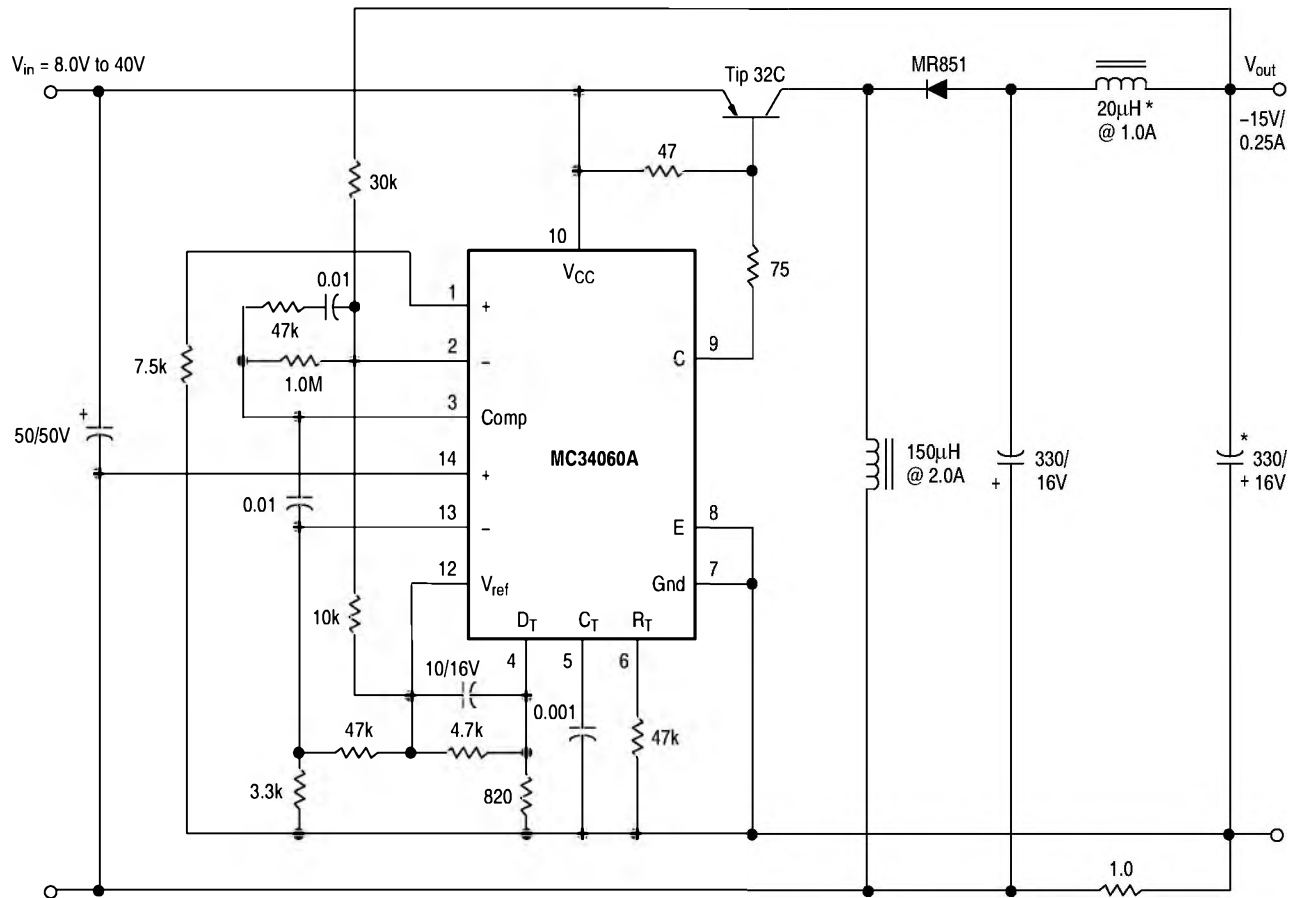 V_in = 8.0V to 40V
Tip 32C
MR851
V_out
20μH *
@ 1.0A
–15V/
0.25A
47
30k
10
V_CC
75
0.01
1
+
47k
2
–
9
C
7.5k
1.0M
3
Comp
+
50/50V
14
+
MC34060A
150μH
@ 2.0A
330/
16V
+
*
330/
+ 16V
0.01
13
–
8
E
12
V_ref
7
Gnd
10k
D_T
C_T
R_T
4
5
6
10/16V
0.001
47k
4.7k
47k
3.3k
820
1.0